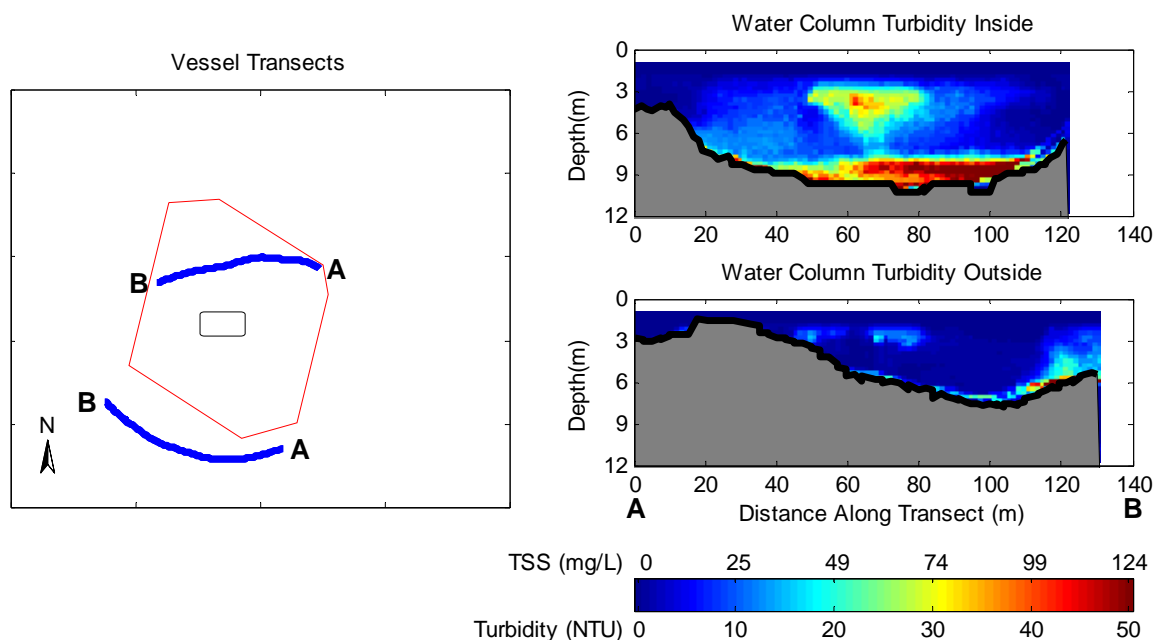 Vessel Transects
B
A
B
A
N
Water Column Turbidity Inside
0
3
6
9
12
Depth(m)
0 20 40 60 80 100 120 140
Water Column Turbidity Outside
0
3
6
9
12
Depth(m)
0 20 40 60 80 100 120 140
A Distance Along Transect (m) B
TSS (mg/L) 0 25 49 74 99 124
Turbidity (NTU) 0 10 20 30 40 50